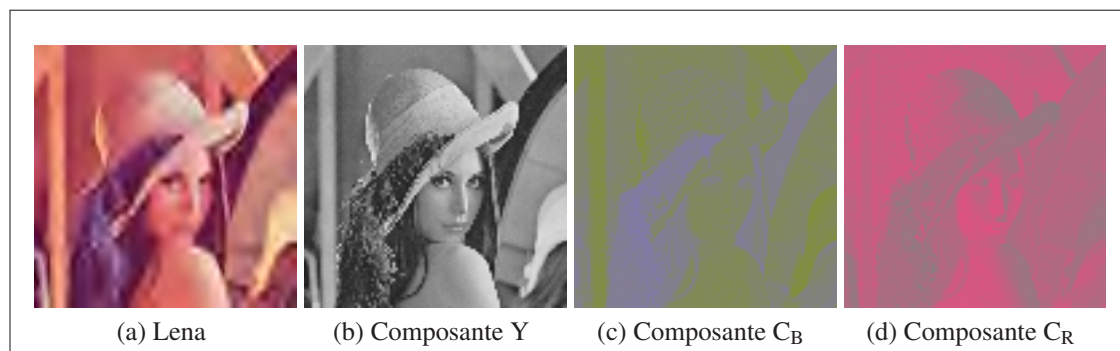 (a) Lena
(b) Composante Y
(c) Composante C_B
(d) Composante C_R